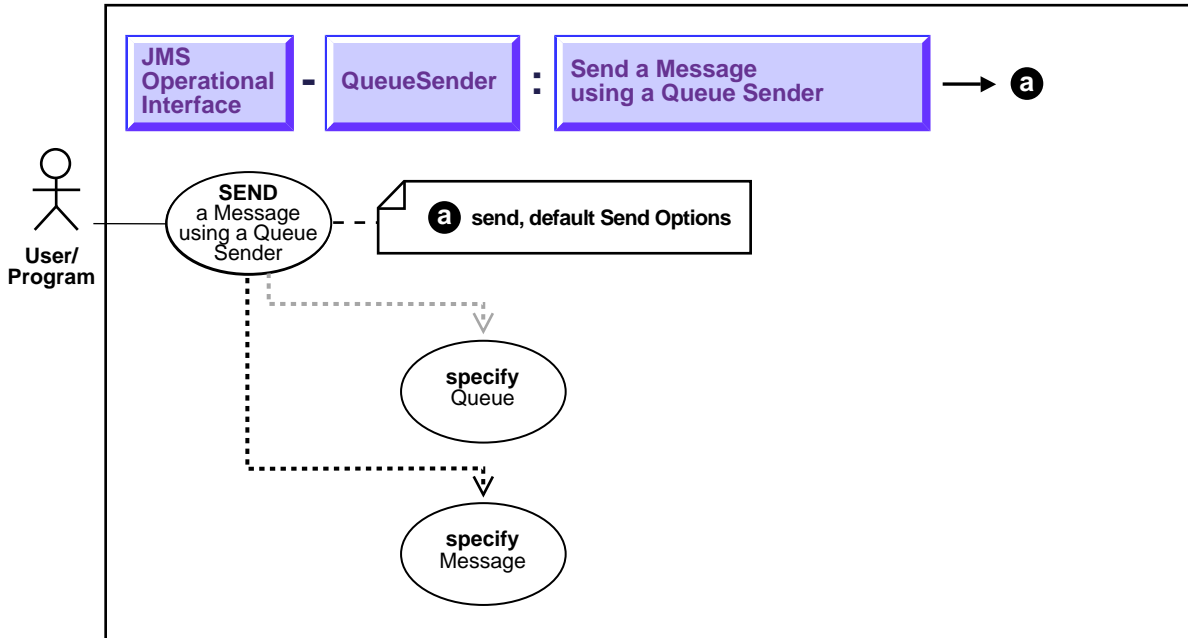 JMS
Operational
Interface
-
QueueSender
:
Send a Message
using a Queue Sender
a
SEND
a Message
using a Queue
Sender
a send, default Send Options
User/
Program
specify
Queue
specify
Message